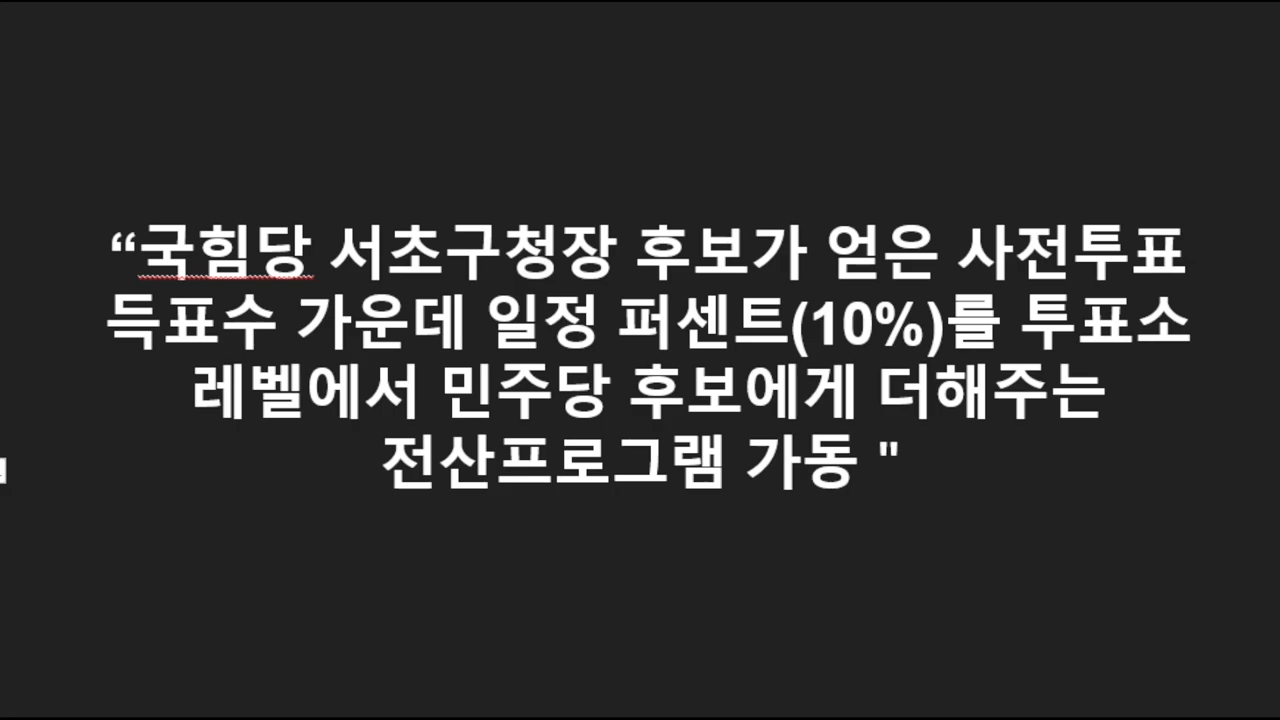 “국힘당 서초구청장 후보가 얻은 사전투표
득표수 가운데 일정 퍼센트(10%)를 투표소
레벨에서 민주당 후보에게 더해주는
전산프로그램 가동 "